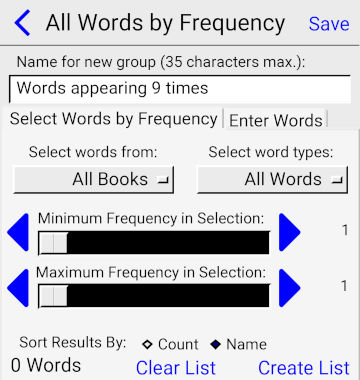 All Words by Frequency Save
Name for new group (35 characters max.):
Words appearing 9 times
Select Words by Frequency Enter Words
Select words from: Select word types:
All Books All Words
Minimum Frequency in Selection:
1
Maximum Frequency in Selection:
1
Sort Results By: Count Name
0 Words Clear List Create List